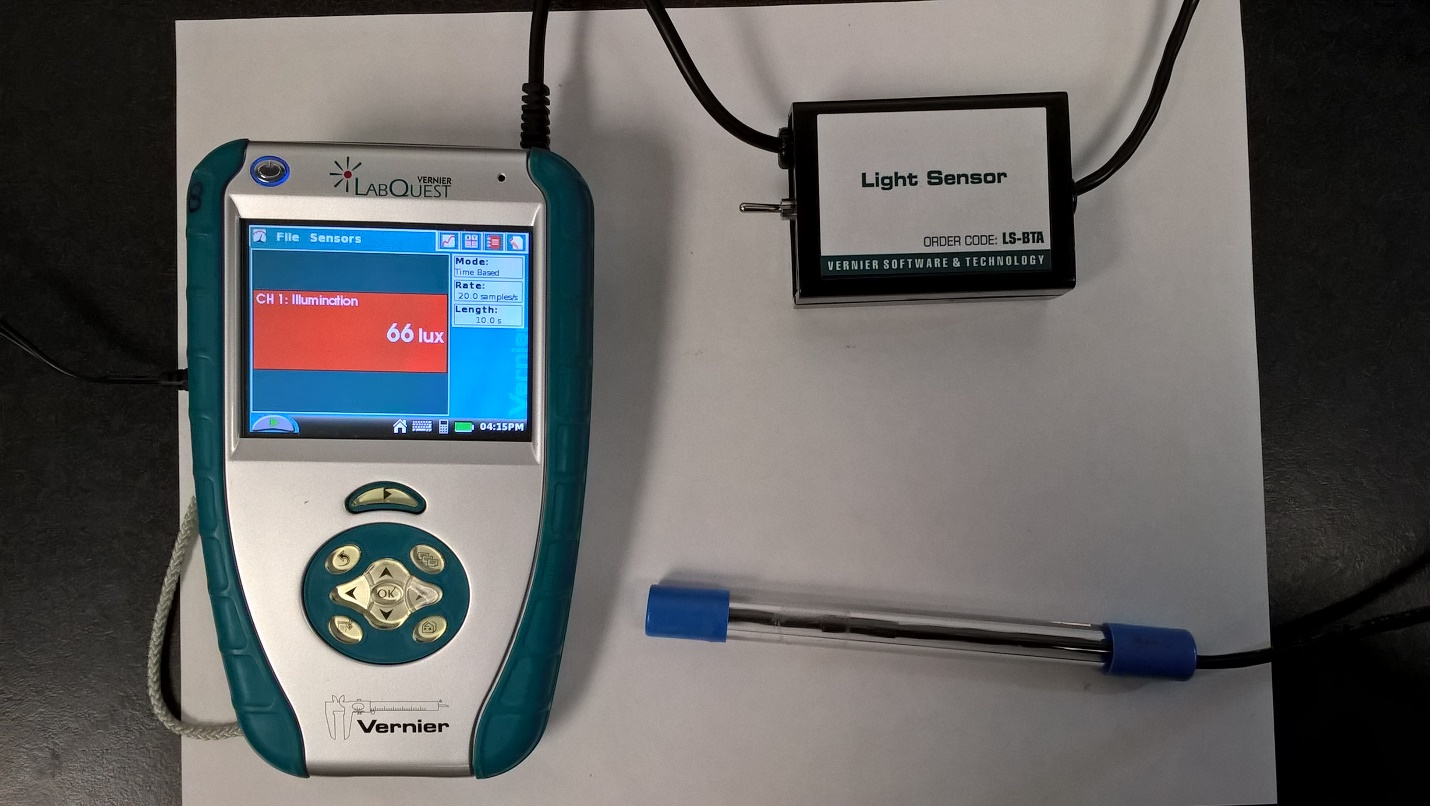 VERNIER
LABQUEST
File Sensors
Mode:
Time Based
Rate:
20.0 samples/s
Length:
10.0 s
CH 1: Illumination
66 lux
Vernier
04:15PM
OK
Vernier
Light Sensor
ORDER CODE: LS-BTA
VERNIER SOFTWARE & TECHNOLOGY